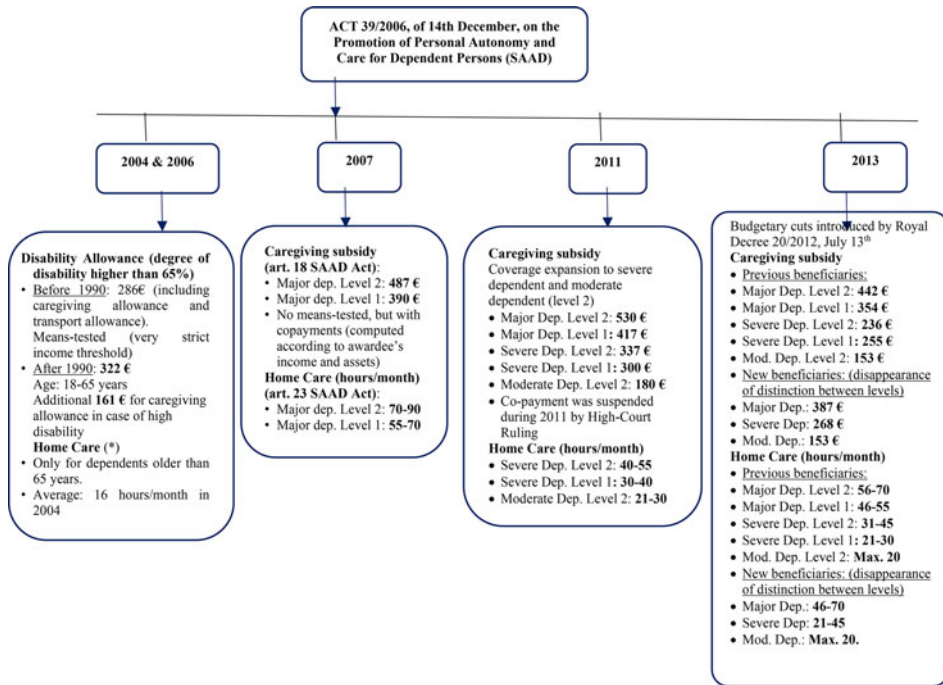 ACT 39/2006, of 14th December, on the
Promotion of Personal Autonomy and
Care for Dependent Persons (SAAD)
2004 & 2006
2007
2011
2013
Disability Allowance (degree of
disability higher than 65%)
• Before 1990: 286€ (including
caregiving allowance and
transport allowance).
Means-tested (very strict
income threshold)
• After 1990: 322 €
Age: 18-65 years
Additional 161 € for caregiving
allowance in case of high
disability
Home Care (*)
• Only for dependents older than
65 years.
• Average: 16 hours/month in
2004
Caregiving subsidy
(art. 18 SAAD Act):
• Major dep. Level 2: 487 €
• Major dep. Level 1: 390 €
• No means-tested, but with
copayments (computed
according to awardee's
income and assets)
Home Care (hours/month)
(art. 23 SAAD Act):
• Major dep. Level 2: 70-90
• Major dep. Level 1: 55-70
Caregiving subsidy
Coverage expansion to severe
dependent and moderate
dependent (level 2)
• Major Dep. Level 2: 530 €
• Major Dep. Level 1: 417 €
• Severe Dep. Level 2: 337 €
• Severe Dep. Level 1: 300 €
• Moderate Dep. Level 2: 180 €
• Co-payment was suspended
during 2011 by High-Court
Ruling
Home Care (hours/month)
• Severe Dep. Level 2: 40-55
• Severe Dep. Level 1: 30-40
• Moderate Dep. Level 2: 21-30
Budgetary cuts introduced by Royal
Decree 20/2012, July 13th
Caregiving subsidy
• Previous beneficiaries:
• Major Dep. Level 2: 442 €
• Major Dep. Level 1: 354 €
• Severe Dep. Level 2: 236 €
• Severe Dep. Level 1: 255 €
• Mod. Dep. Level 2: 153 €
• New beneficiaries: (disappearance
of distinction between levels)
• Major Dep.: 387 €
• Severe Dep: 268 €
• Mod. Dep.: 153 €
Home Care (hours/month)
• Previous beneficiaries:
• Major Dep. Level 2: 56-70
• Major Dep. Level 1: 46-55
• Severe Dep. Level 2: 31-45
• Severe Dep. Level 1: 21-30
• Mod. Dep. Level 2: Max. 20
• New beneficiaries: (disappearance
of distinction between levels)
• Major Dep.: 46-70
• Severe Dep: 21-45
• Mod. Dep.: Max. 20.